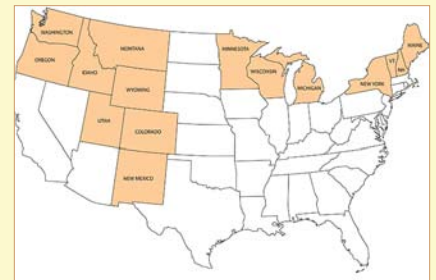 WASHINGTON
MONTANA
MINNESOTA
MAINE
OREGON
IDAHO
WISCONSIN
VT
NH
WYOMING
MICHIGAN
NEW YORK
UTAH
COLORADO
NEW MEXICO